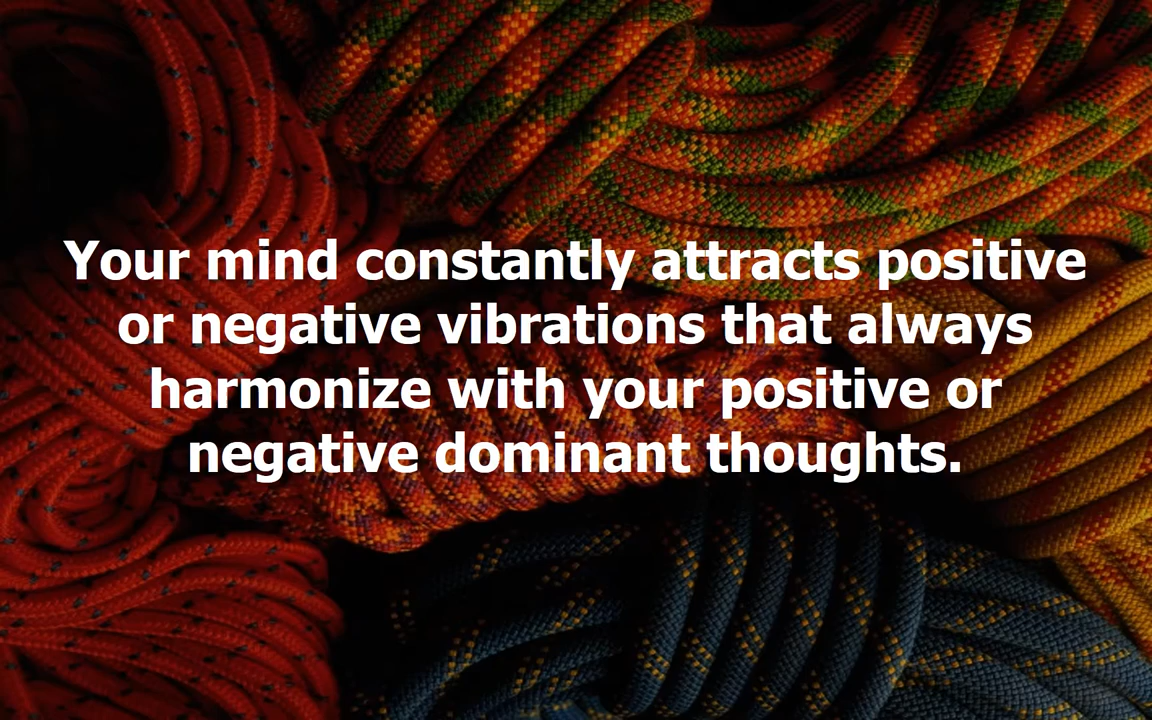 Your mind constantly attracts positive
or negative vibrations that always
harmonize with your positive or
negative dominant thoughts.